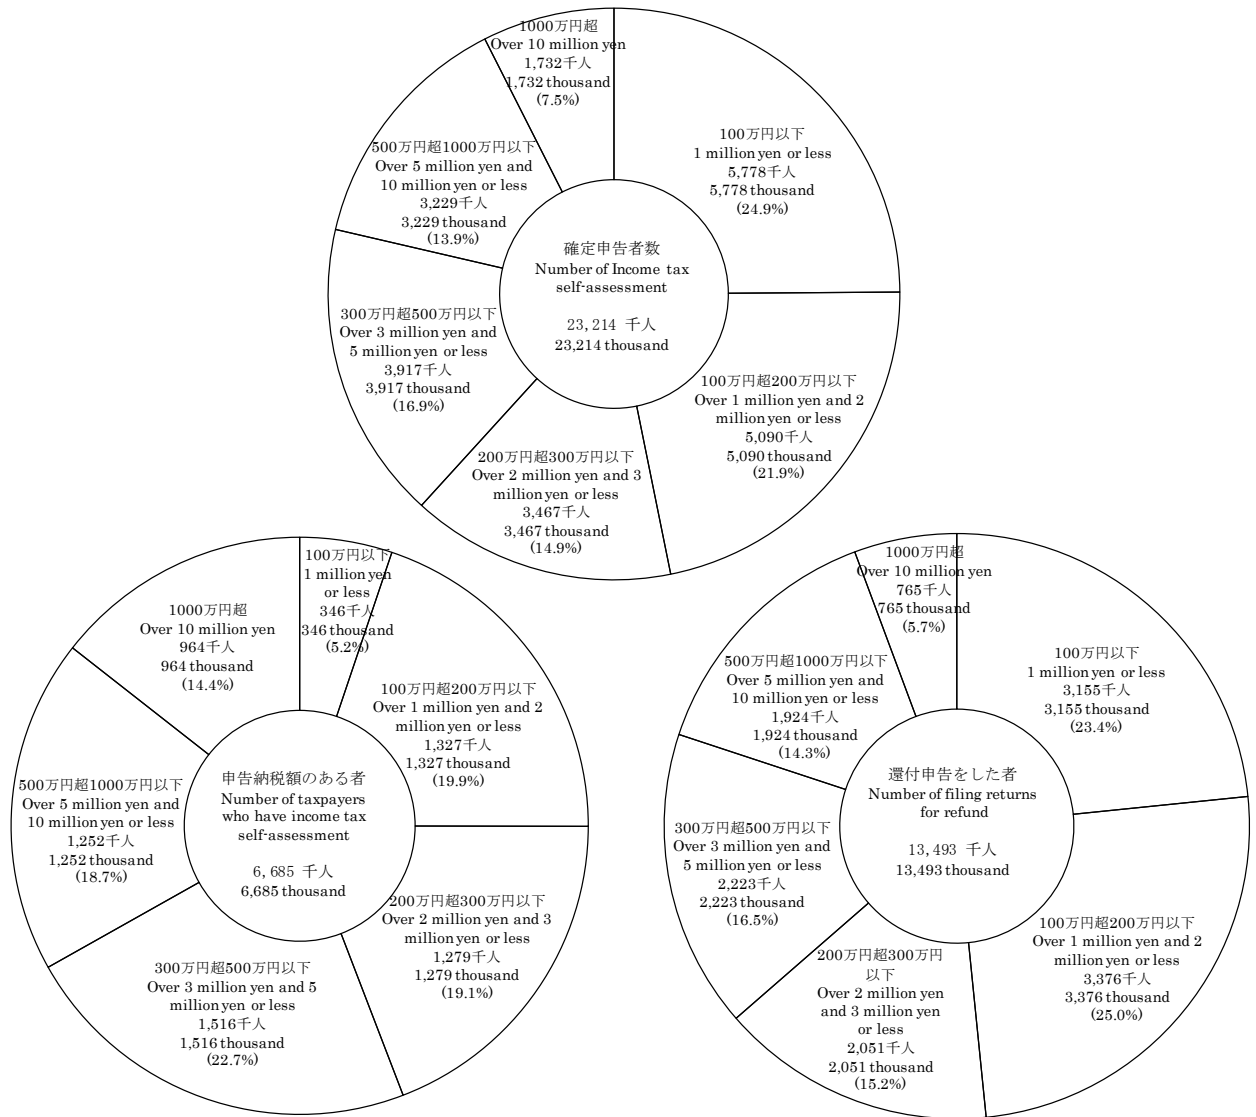 1000万円超
Over 10 million yen
1,732千人
1,732 thousand
(7.5%)
100万円以下
1 million yen or less
5,778千人
5,778 thousand
(24.9%)
500万円超1000万円以下
Over 5 million yen and
10 million yen or less
3,229千人
3,229 thousand
(13.9%)
確定申告者数
Number of Income tax
self-assessment
23,214 千人
23,214 thousand
300万円超500万円以下
Over 3 million yen and
5 million yen or less
3,917千人
3,917 thousand
(16.9%)
100万円超200万円以下
Over 1 million yen and 2
million yen or less
5,090千人
5,090 thousand
(21.9%)
200万円超300万円以下
Over 2 million yen and 3
million yen or less
3,467千人
3,467 thousand
(14.9%)
100万円以下
1 million yen
or less
346千人
346 thousand
(5.2%)
1000万円超
Over 10 million yen
964千人
964 thousand
(14.4%)
100万円超200万円以下
Over 1 million yen and 2
million yen or less
1,327千人
1,327 thousand
(19.9%)
500万円超1000万円以下
Over 5 million yen and
10 million yen or less
1,252千人
1,252 thousand
(18.7%)
申告納税額のある者
Number of taxpayers
who have income tax
self-assessment
6,685 千人
6,685 thousand
200万円超300万円以下
Over 2 million yen and 3
million yen or less
1,279千人
1,279 thousand
(19.1%)
300万円超500万円以下
Over 3 million yen and 5
million yen or less
1,516千人
1,516 thousand
(22.7%)
1000万円超
Over 10 million yen
765千人
765 thousand
(5.7%)
100万円以下
1 million yen or less
3,155千人
3,155 thousand
(23.4%)
500万円超1000万円以下
Over 5 million yen and
10 million yen or less
1,924千人
1,924 thousand
(14.3%)
還付申告をした者
Number of filing returns
for refund
13,493 千人
13,493 thousand
300万円超500万円以下
Over 3 million yen and
5 million yen or less
2,223千人
2,223 thousand
(16.5%)
100万円超200万円以下
Over 1 million yen and 2
million yen or less
3,376千人
3,376 thousand
(25.0%)
200万円超300万円
以下
Over 2 million yen
and 3 million yen
or less
2,051千人
2,051 thousand
(15.2%)